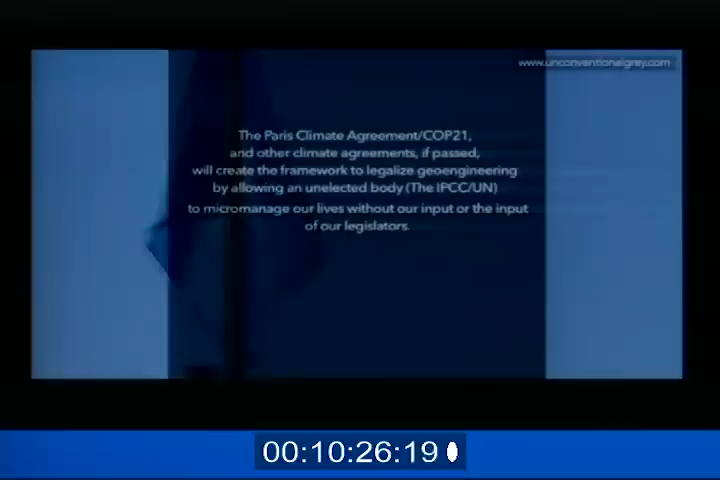 www.unconventionalgrey.com
The Paris Climate Agreement/COP21,
and other climate agreements, if passed,
will create the framework to legalize geoengineering
by allowing an unelected body (The IPCC/UN)
to micromanage our lives without our input or the input
of our legislators.
00:10:26:19